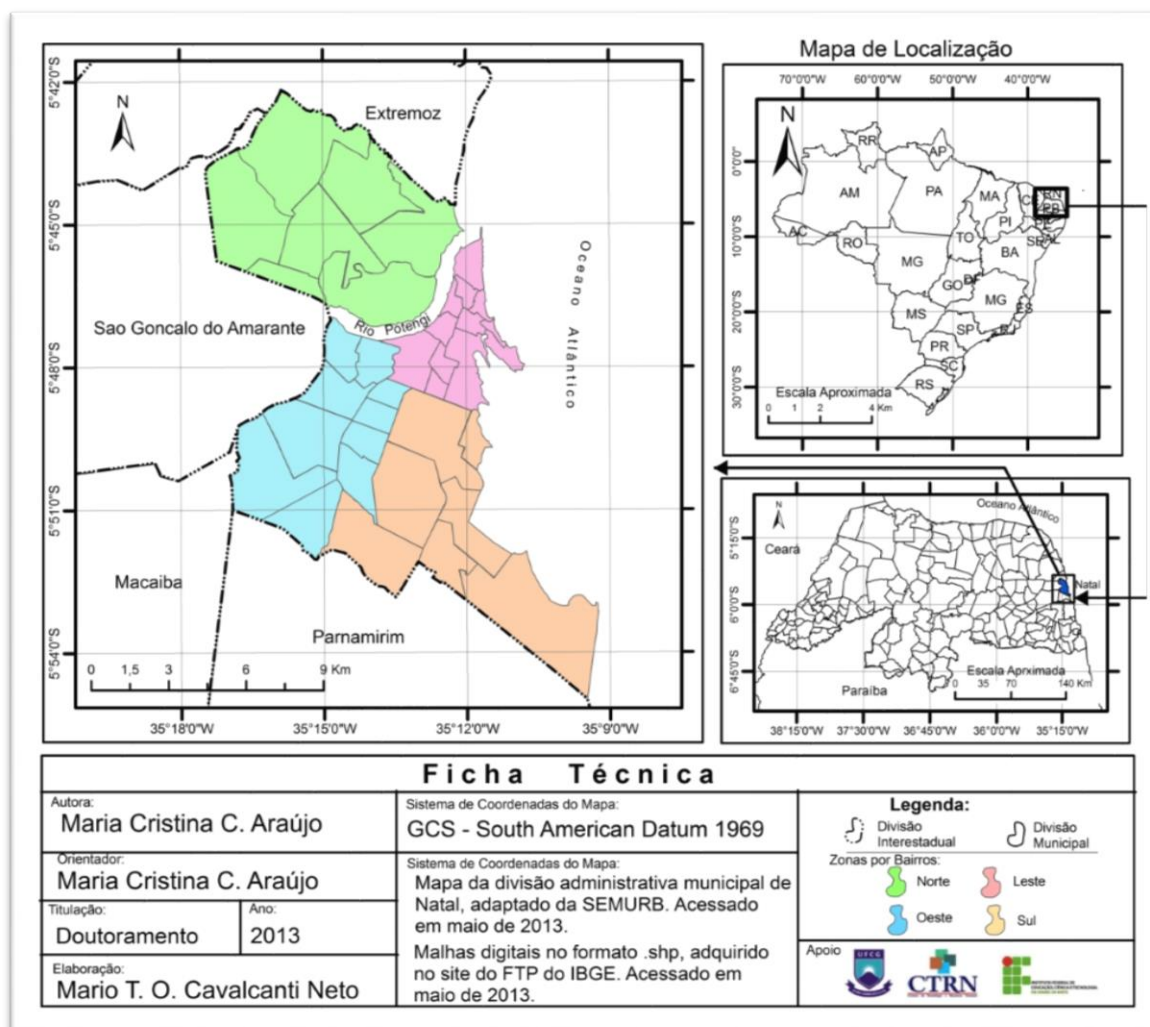 5°42'0"S
N
Extremoz
5°45'0"S
Oceano Atlântico
Sao Goncalo do Amarante
Rio Potengi
5°48'0"S
5°51'0"S
Macaiba
Parnamirim
5°54'0"S
0 1,5 3 6 9 Km
35°18'0"W 35°15'0"W 35°12'0"W 35°9'0"W
Mapa de Localização
70°0'0"W 60°0'0"W 50°0'0"W 40°0'0"W
N
RR
AP
0°0'0"
AM
PA
MA
RN
PB
PI
AC
10°0'0"S
RO
TO
SE
AL
BA
MG
GO
DF
MG
20°0'0"S
MS
ES
SP
RJ
PR
SC
30°0'0"S
RS
Escala Aproximada
0 1 2 4 Km
N
Oceano Atlântico
5°15'0"S
Ceará
Natal
6°0'0"S
6°45'0"S
Escala Aprximada
0 35 70 140 Km
Paraíba
38°15'0"W 37°30'0"W 36°45'0"W 36°0'0"W 35°15'0"W
Ficha Técnica
Autora:
Maria Cristina C. Araújo
Orientador:
Maria Cristina C. Araújo
Titulação:
Doutoramento
Ano:
2013
Elaboração:
Mario T. O. Cavalcanti Neto
Sistema de Coordenadas do Mapa:
GCS - South American Datum 1969
Sistema de Coordenadas do Mapa:
Mapa da divisão administrativa municipal de
Natal, adaptado da SEMURB. Acessado
em maio de 2013.
Malhas digitais no formato .shp, adquirido
no site do FTP do IBGE. Acessado em
maio de 2013.
Legenda:
Divisão
Interestadual
Divisão
Municipal
Zonas por Bairros:
Norte
Leste
Oeste
Sul
Apoio
UFCG
CTRN